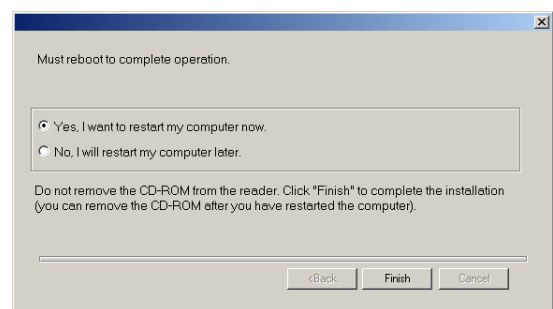 Must reboot to complete operation.
Yes, I want to restart my computer now.
No, I will restart my computer later.
Do not remove the CD-ROM from the reader. Click "Finish" to complete the installation
(you can remove the CD-ROM after you have restarted the computer).
<Back Finish Cancel